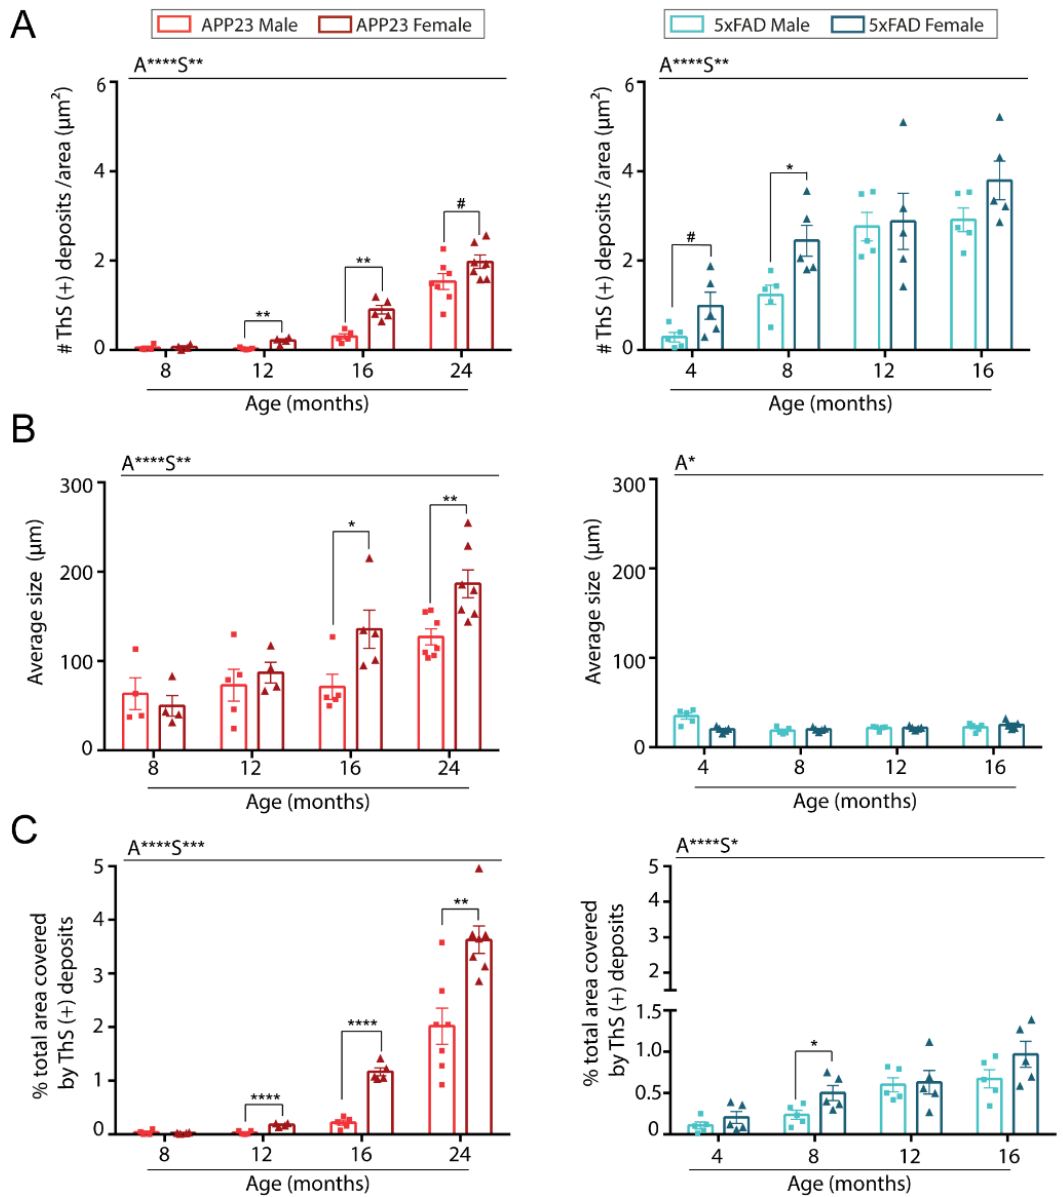 A
APP23 Male APP23 Female
5xFAD Male 5xFAD Female
A****S**
# ThS (+) deposits /area (µm²)
6
4
2
0
**
**
#
8 12 16 24
Age (months)
A****S**
# ThS (+) deposits /area (µm²)
6
4
2
0
#
*
4 8 12 16
Age (months)
B
A****S**
Average size (µm)
300
200
100
0
*
**
8 12 16 24
Age (months)
A*
Average size (µm)
300
200
100
0
4 8 12 16
Age (months)
C
A****S***
% total area covered
by ThS (+) deposits
5
4
3
2
1
0
****
****
**
8 12 16 24
Age (months)
A****S*
% total area covered
by ThS (+) deposits
5
4
3
2
1.5
1.0
0.5
0
*
4 8 12 16
Age (months)